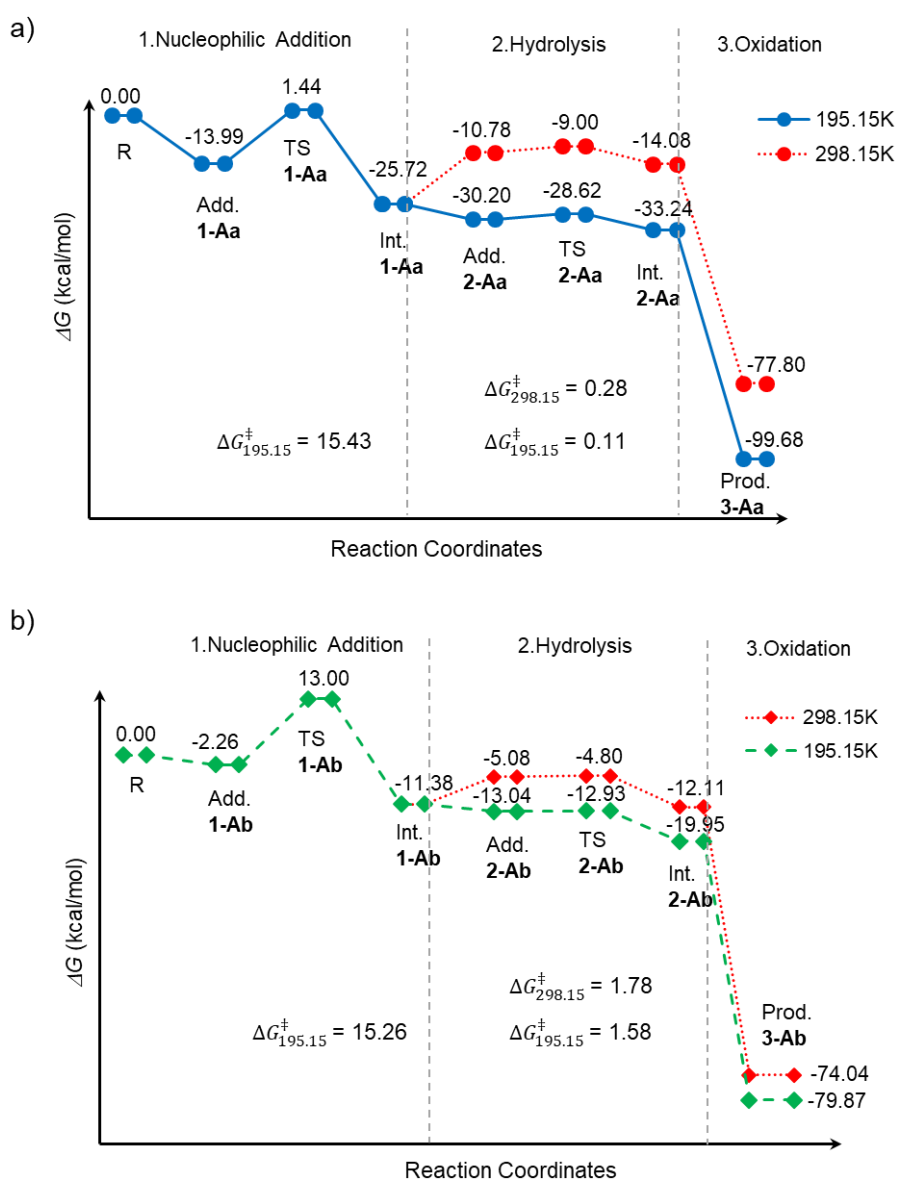 a)
1.Nucleophilic Addition
2.Hydrolysis
3.Oxidation
0.00
1.44
-13.99
-25.72
-10.78
-9.00
-14.08
-30.20
-28.62
-33.24
195.15K
298.15K
R
Add.
1-Aa
TS
1-Aa
Int.
1-Aa
Add.
2-Aa
TS
2-Aa
Int.
2-Aa
-77.80
-99.68
Prod.
3-Aa
ΔG (kcal/mol)
ΔG‡298.15 = 0.28
ΔG‡195.15 = 15.43
ΔG‡195.15 = 0.11
Reaction Coordinates
b)
1.Nucleophilic Addition
2.Hydrolysis
3.Oxidation
0.00
-2.26
13.00
-11.38
-5.08
-4.80
-12.11
-13.04
-12.93
-19.95
298.15K
195.15K
R
Add.
1-Ab
TS
1-Ab
Int.
1-Ab
Add.
2-Ab
TS
2-Ab
Int.
2-Ab
ΔG (kcal/mol)
ΔG‡298.15 = 1.78
ΔG‡195.15 = 15.26
ΔG‡195.15 = 1.58
Prod.
3-Ab
-74.04
-79.87
Reaction Coordinates